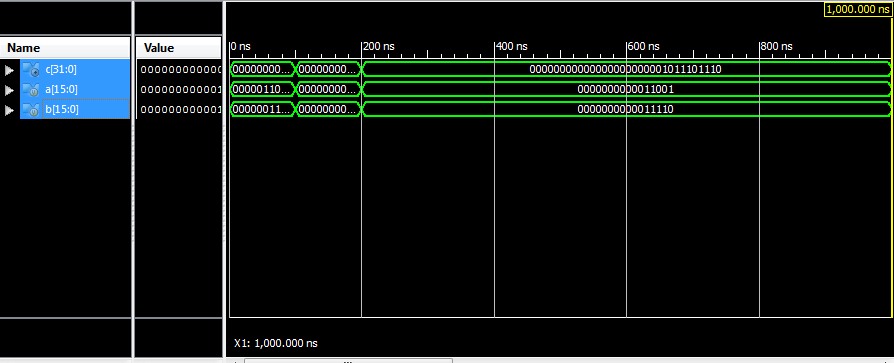 1,000.000 ns
Name Value
0 ns 200 ns 400 ns 600 ns 800 ns
c[31:0] 000000000000 00000000... 00000000... 00000000000000000000001011101110
a[15:0] 000000000001 00000110... 00000000... 0000000000011001
b[15:0] 000000000001 00000011... 00000000... 0000000000011110
X1: 1,000.000 ns